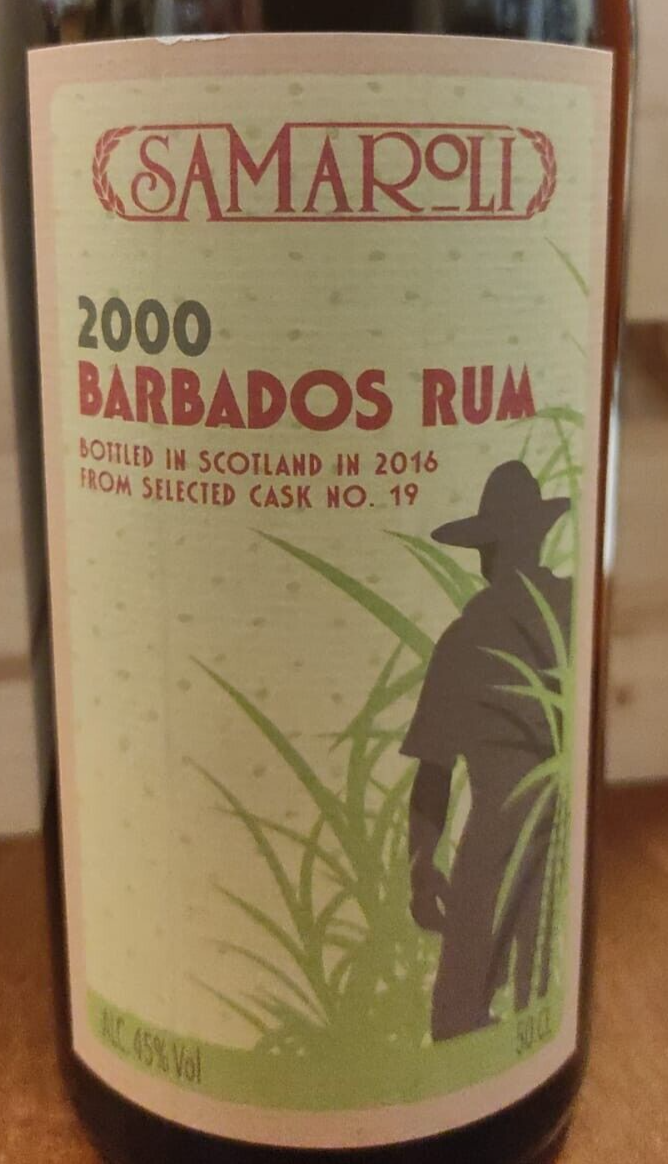 SAMAROLI
2000
BARBADOS RUM
BOTTLED IN SCOTLAND IN 2016
FROM SELECTED CASK NO. 19
ALC. 45% Vol
50 CL